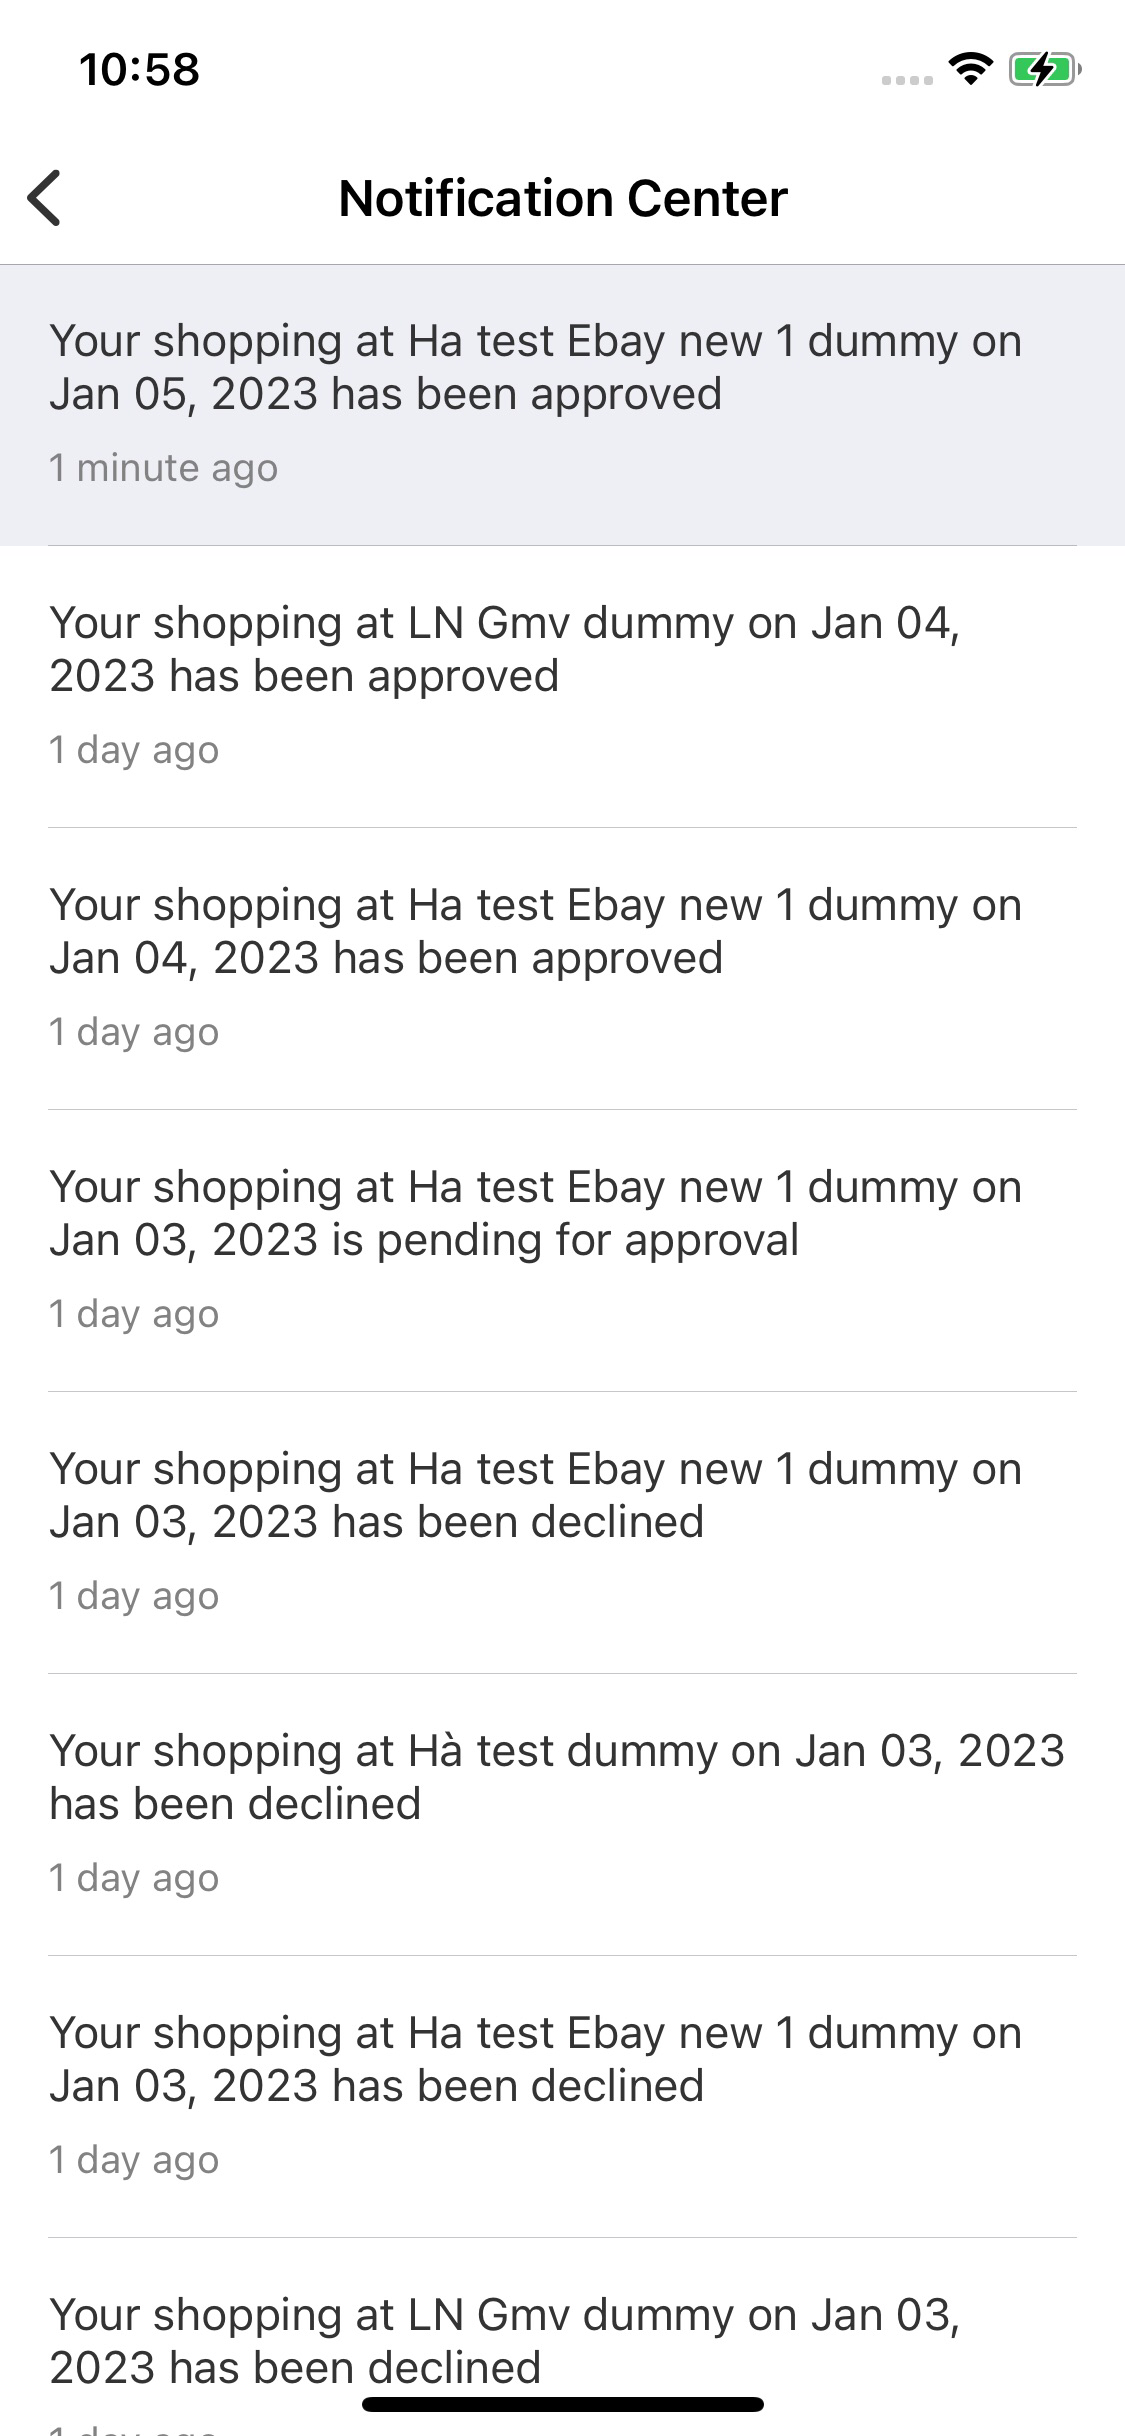 10:58
Notification Center
Your shopping at Ha test Ebay new 1 dummy on
Jan 05, 2023 has been approved
1 minute ago
Your shopping at LN Gmv dummy on Jan 04,
2023 has been approved
1 day ago
Your shopping at Ha test Ebay new 1 dummy on
Jan 04, 2023 has been approved
1 day ago
Your shopping at Ha test Ebay new 1 dummy on
Jan 03, 2023 is pending for approval
1 day ago
Your shopping at Ha test Ebay new 1 dummy on
Jan 03, 2023 has been declined
1 day ago
Your shopping at Hà test dummy on Jan 03, 2023
has been declined
1 day ago
Your shopping at Ha test Ebay new 1 dummy on
Jan 03, 2023 has been declined
1 day ago
Your shopping at LN Gmv dummy on Jan 03,
2023 has been declined